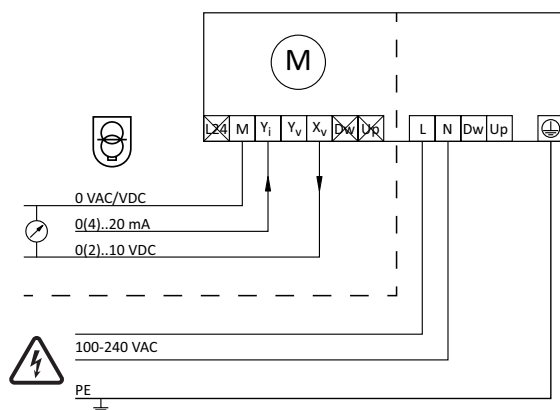 M
L24 M Yi Yv Xv Dw Up L N Dw Up
0 VAC/VDC
0(4)..20 mA
0(2)..10 VDC
100-240 VAC
PE